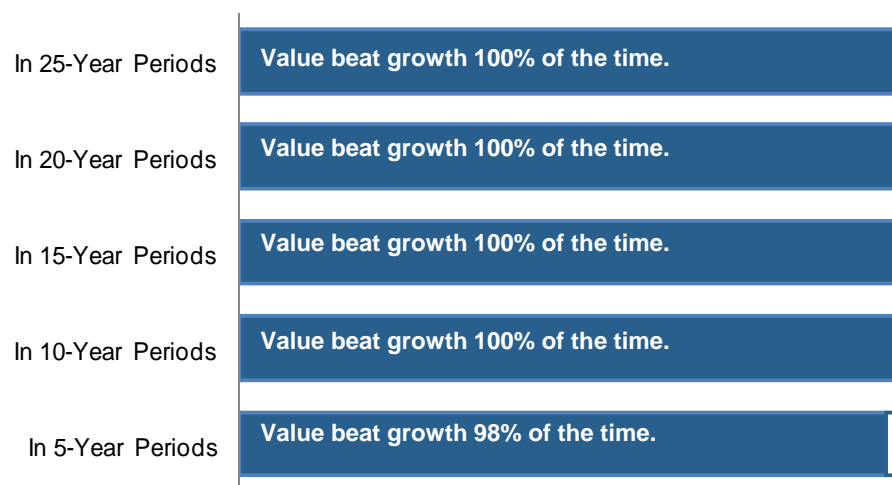 In 25-Year Periods
Value beat growth 100% of the time.
In 20-Year Periods
Value beat growth 100% of the time.
In 15-Year Periods
Value beat growth 100% of the time.
In 10-Year Periods
Value beat growth 100% of the time.
In 5-Year Periods
Value beat growth 98% of the time.